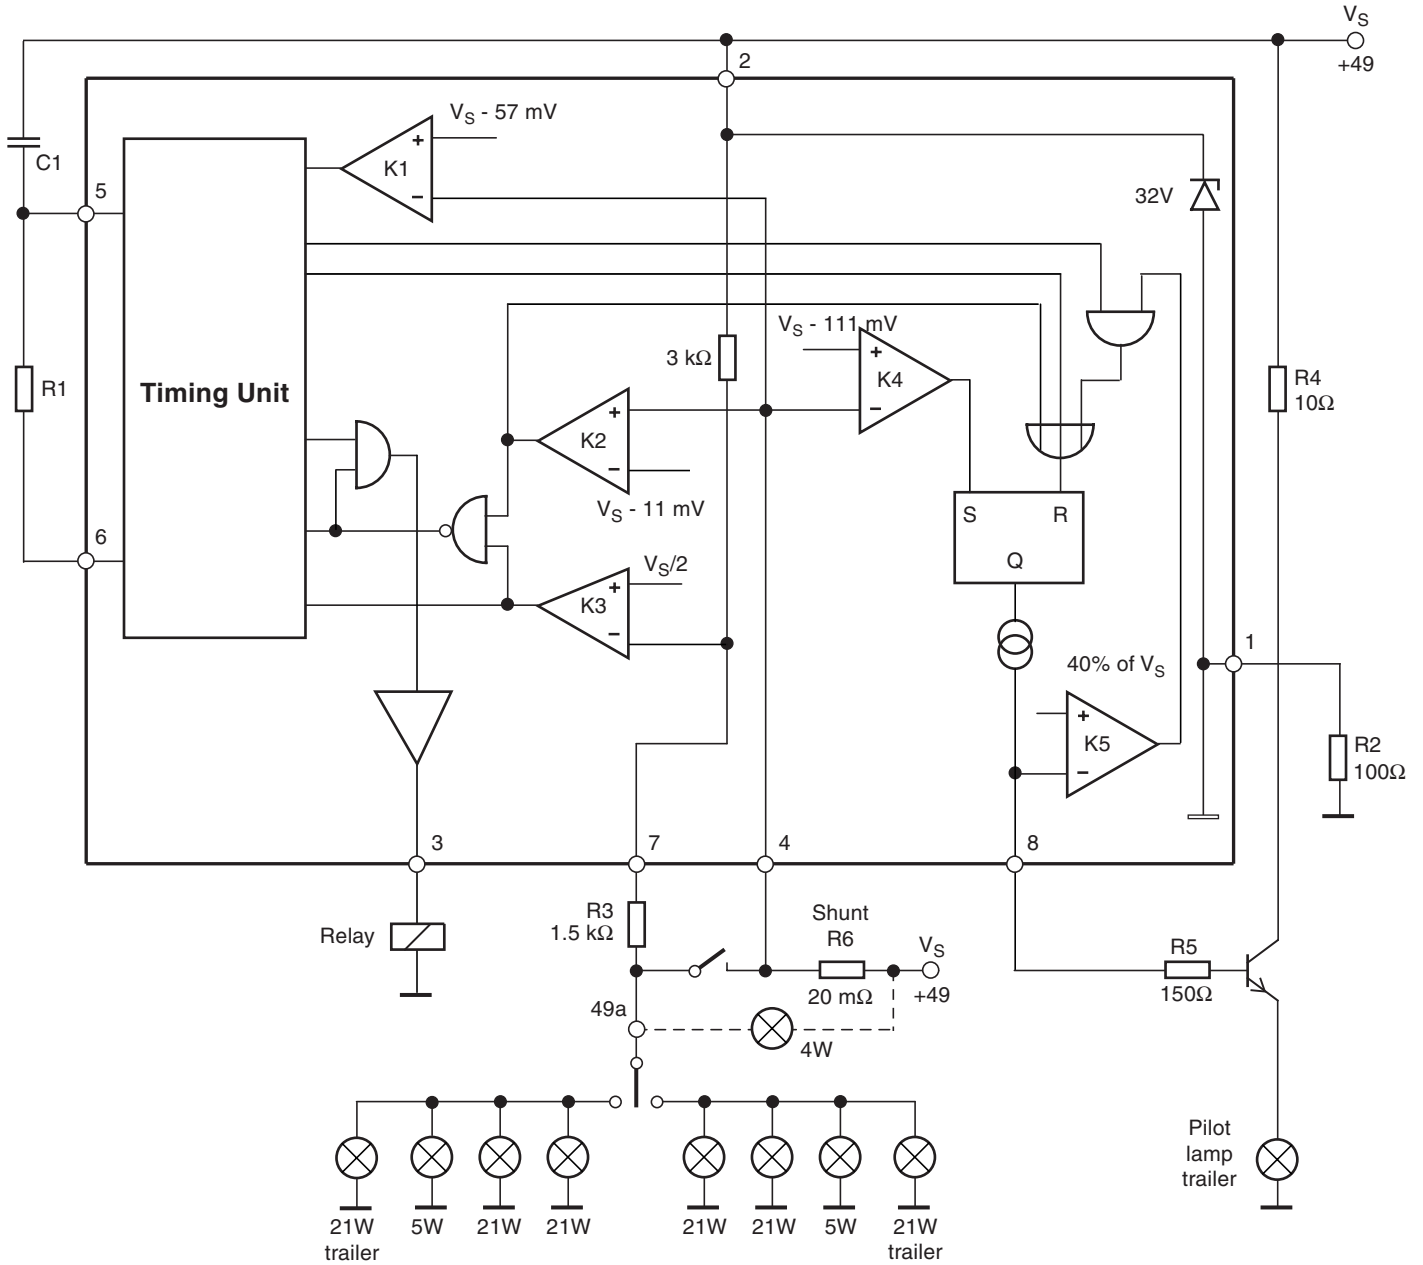 VS
+49
2
VS - 57 mV
+
K1
−
C1
5
32V
VS - 111 mV
+
K4
−
3 kΩ
R1
Timing Unit
R4
10Ω
+
K2
−
VS - 11 mV
S
R
Q
6
VS/2
+
K3
−
1
40% of VS
+
K5
−
R2
100Ω
3
7
4
8
R3
1.5 kΩ
Relay
Shunt
R6
20 mΩ
VS
+49
R5
150Ω
49a
4W
Pilot
lamp
trailer
21W
trailer
5W
21W
21W
21W
21W
5W
21W
trailer